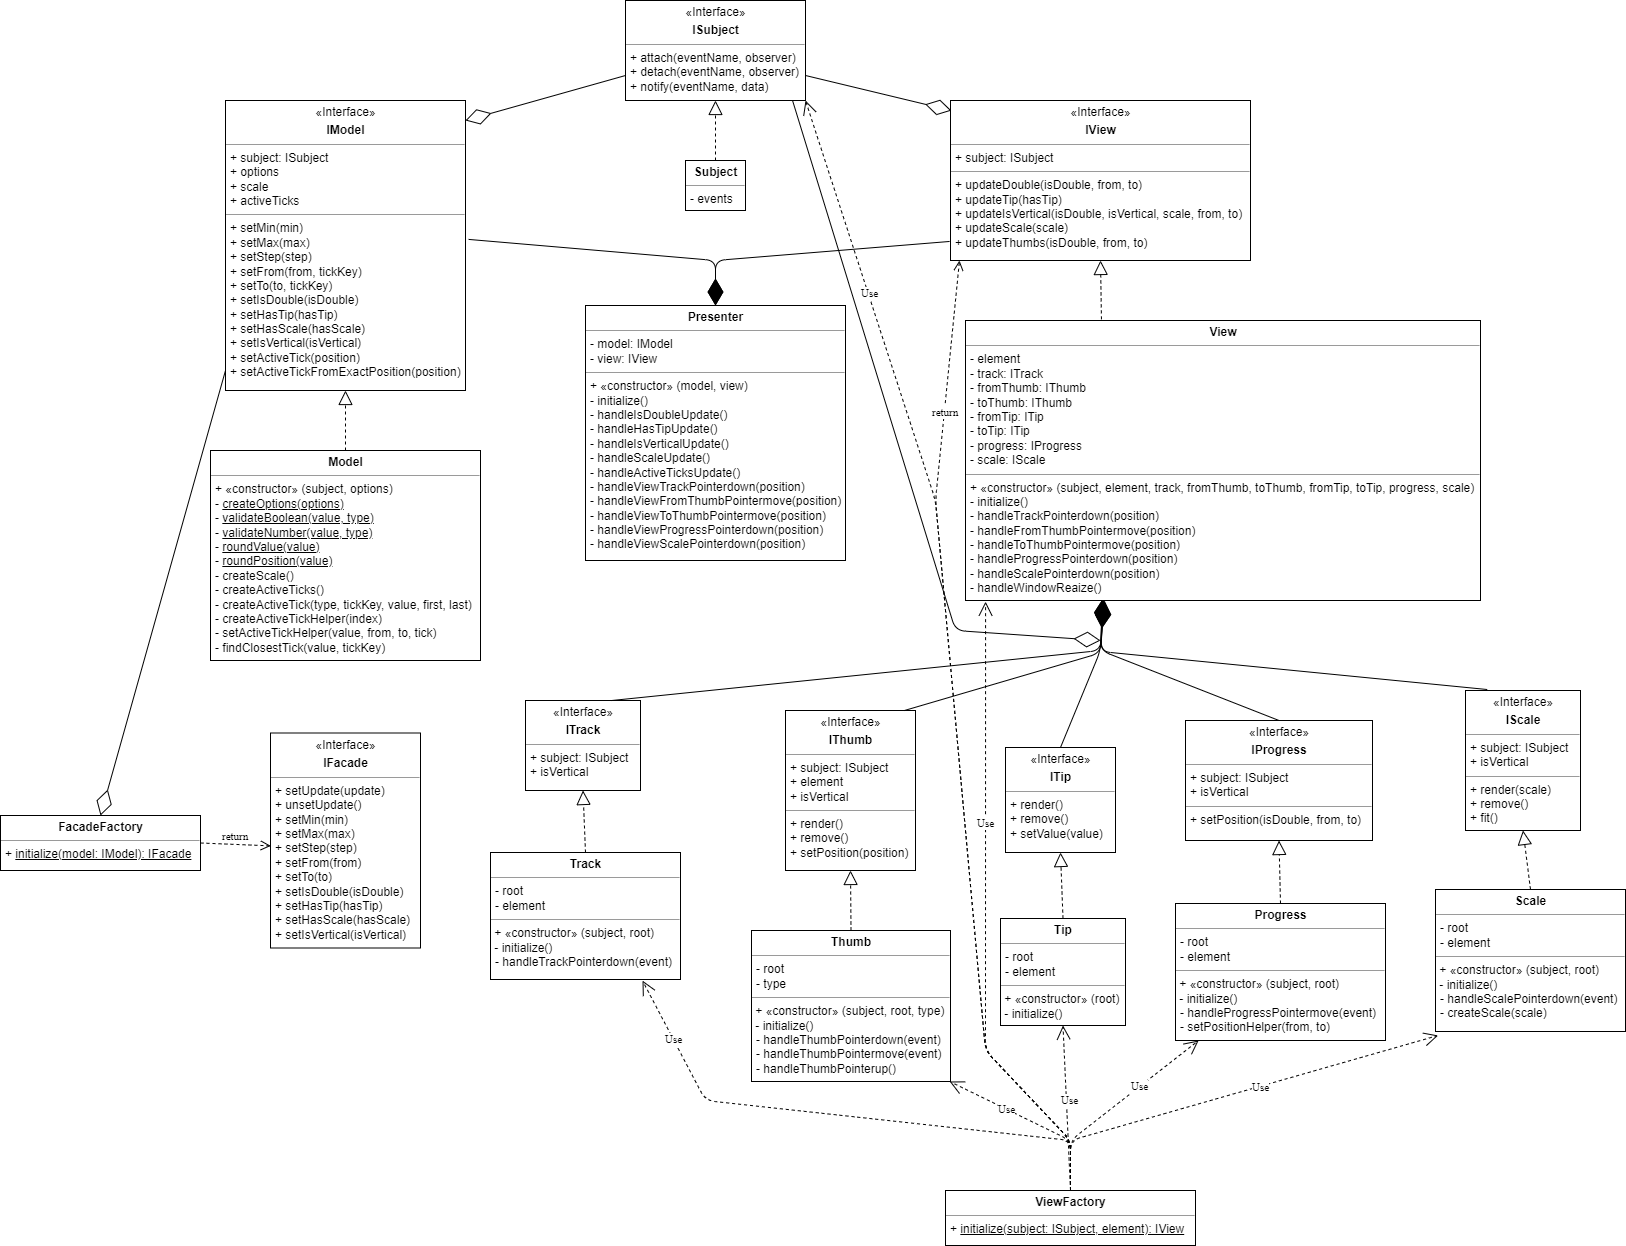 «Interface»
ISubject
+ attach(eventName, observer)
+ detach(eventName, observer)
+ notify(eventName, data)
«Interface»
IModel
+ subject: ISubject
+ options
+ scale
+ activeTicks
+ setMin(min)
+ setMax(max)
+ setStep(step)
+ setFrom(from, tickKey)
+ setTo(to, tickKey)
+ setIsDouble(isDouble)
+ setHasTip(hasTip)
+ setHasScale(hasScale)
+ setIsVertical(isVertical)
+ setActiveTick(position)
+ setActiveTickFromExactPosition(position)
Subject
- events
«Interface»
IView
+ subject: ISubject
+ updateDouble(isDouble, from, to)
+ updateTip(hasTip)
+ updateIsVertical(isDouble, isVertical, scale, from, to)
+ updateScale(scale)
+ updateThumbs(isDouble, from, to)
Use
return
Presenter
- model: IModel
- view: IView
+ «constructor» (model, view)
- initialize()
- handleIsDoubleUpdate()
- handleHasTipUpdate()
- handleIsVerticalUpdate()
- handleScaleUpdate()
- handleActiveTicksUpdate()
- handleViewTrackPointerdown(position)
- handleViewFromThumbPointermove(position)
- handleViewToThumbPointermove(position)
- handleViewProgressPointerdown(position)
- handleViewScalePointerdown(position)
View
- element
- track: ITrack
- fromThumb: IThumb
- toThumb: IThumb
- fromTip: ITip
- toTip: ITip
- progress: IProgress
- scale: IScale
+ «constructor» (subject, element, track, fromThumb, toThumb, fromTip, toTip, progress, scale)
- initialize()
- handleTrackPointerdown(position)
- handleFromThumbPointermove(position)
- handleToThumbPointermove(position)
- handleProgressPointerdown(position)
- handleScalePointerdown(position)
- handleWindowReaize()
Model
+ «constructor» (subject, options)
- createOptions(options)
- validateBoolean(value, type)
- validateNumber(value, type)
- roundValue(value)
- roundPosition(value)
- createScale()
- createActiveTicks()
- createActiveTick(type, tickKey, value, first, last)
- createActiveTickHelper(index)
- setActiveTickHelper(value, from, to, tick)
- findClosestTick(value, tickKey)
FacadeFactory
+ initialize(model: IModel): IFacade
return
«Interface»
IFacade
+ setUpdate(update)
+ unsetUpdate()
+ setMin(min)
+ setMax(max)
+ setStep(step)
+ setFrom(from)
+ setTo(to)
+ setIsDouble(isDouble)
+ setHasTip(hasTip)
+ setHasScale(hasScale)
+ setIsVertical(isVertical)
«Interface»
ITrack
+ subject: ISubject
+ isVertical
«Interface»
IThumb
+ subject: ISubject
+ element
+ isVertical
+ render()
+ remove()
+ setPosition(position)
Use
«Interface»
ITip
+ render()
+ remove()
+ setValue(value)
«Interface»
IProgress
+ subject: ISubject
+ isVertical
+ setPosition(isDouble, from, to)
«Interface»
IScale
+ subject: ISubject
+ isVertical
+ render(scale)
+ remove()
+ fit()
Track
- root
- element
+ «constructor» (subject, root)
- initialize()
- handleTrackPointerdown(event)
Thumb
- root
- type
+ «constructor» (subject, root, type)
- initialize()
- handleThumbPointerdown(event)
- handleThumbPointermove(event)
- handleThumbPointerup()
Tip
- root
- element
+ «constructor» (root)
- initialize()
Progress
- root
- element
+ «constructor» (subject, root)
- initialize()
- handleProgressPointermove(event)
- setPositionHelper(from, to)
Scale
- root
- element
+ «constructor» (subject, root)
- initialize()
- handleScalePointerdown(event)
- createScale(scale)
Use
Use
Use
Use
Use
ViewFactory
+ initialize(subject: ISubject, element): IView